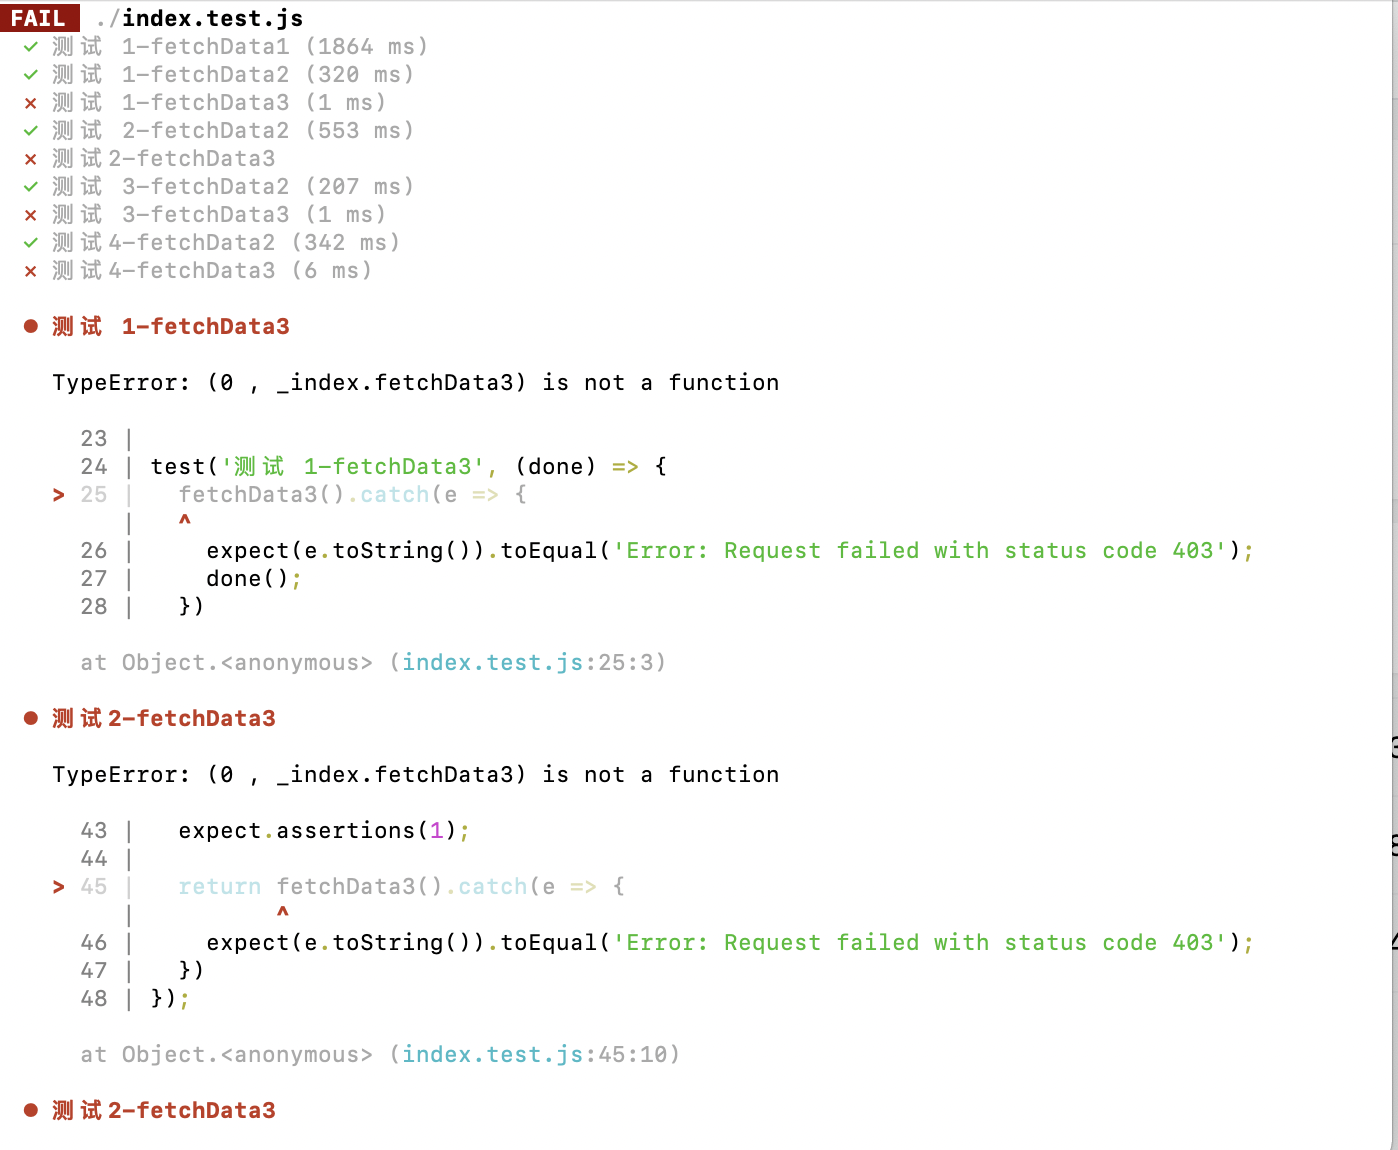 FAIL ./index.test.js
✓ 测试 1-fetchData1 (1864 ms)
✓ 测试 1-fetchData2 (320 ms)
✕ 测试 1-fetchData3 (1 ms)
✓ 测试 2-fetchData2 (553 ms)
✕ 测试2-fetchData3
✓ 测试 3-fetchData2 (207 ms)
✕ 测试 3-fetchData3 (1 ms)
✓ 测试4-fetchData2 (342 ms)
✕ 测试4-fetchData3 (6 ms)
● 测试 1-fetchData3
TypeError: (0 , _index.fetchData3) is not a function
23 |
24 | test('测试 1-fetchData3', (done) => {
> 25 | fetchData3().catch(e => {
| ^
26 | expect(e.toString()).toEqual('Error: Request failed with status code 403');
27 | done();
28 | })
at Object.<anonymous> (index.test.js:25:3)
● 测试2-fetchData3
TypeError: (0 , _index.fetchData3) is not a function
43 | expect.assertions(1);
44 |
> 45 | return fetchData3().catch(e => {
| ^
46 | expect(e.toString()).toEqual('Error: Request failed with status code 403');
47 | })
48 | });
at Object.<anonymous> (index.test.js:45:10)
● 测试2-fetchData3